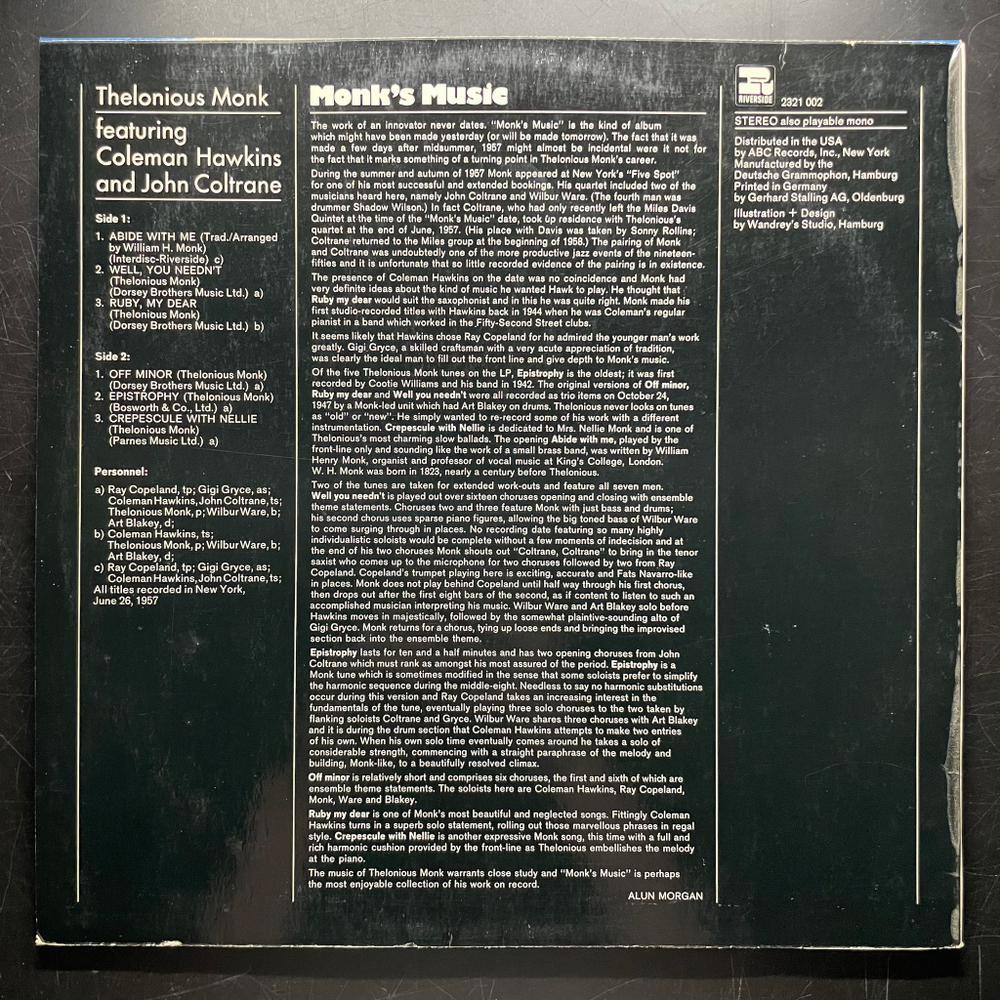 Thelonious Monk
featuring
Coleman Hawkins
and John Coltrane
Side 1:
1. ABIDE WITH ME (Trad./Arranged
by William H. Monk)
(Interdisc-Riverside) c)
2. WELL, YOU NEEDN'T
(Thelonious Monk)
(Dorsey Brothers Music Ltd.) a)
3. RUBY, MY DEAR
(Thelonious Monk)
(Dorsey Brothers Music Ltd.) b)
Side 2:
1. OFF MINOR (Thelonious Monk)
(Dorsey Brothers Music Ltd.) a)
2. EPISTROPHY (Thelonious Monk)
(Bosworth & Co., Ltd.) a)
3. CREPESCULE WITH NELLIE
(Thelonious Monk)
(Parnes Music Ltd.) a)
Personnel:
a) Ray Copeland, tp; Gigi Gryce, as;
Coleman Hawkins, John Coltrane, ts;
Thelonious Monk, p; Wilbur Ware, b;
Art Blakey, d;
b) Coleman Hawkins, ts;
Thelonious Monk, p; Wilbur Ware, b;
Art Blakey, d;
c) Ray Copeland, tp; Gigi Gryce, as;
Coleman Hawkins, John Coltrane, ts;
All titles recorded in New York,
June 26, 1957
Monk's Music
The work of an innovator never dates. "Monk's Music" is the kind of album
which might have been made yesterday (or will be made tomorrow). The fact that it was
made a few days after midsummer, 1957 might almost be incidental were it not for
the fact that it marks something of a turning point in Thelonious Monk's career.
During the summer and autumn of 1957 Monk appeared at New York's "Five Spot"
for one of his most successful and extended bookings. His quartet included two of the
musicians heard here, namely John Coltrane and Wilbur Ware. (The fourth man was
drummer Shadow Wilson.) In fact Coltrane, who had only recently left the Miles Davis
Quintet at the time of the "Monk's Music" date, took up residence with Thelonious's
quartet at the end of June, 1957. (His place with Davis was taken by Sonny Rollins;
Coltrane returned to the Miles group at the beginning of 1958.) The pairing of Monk
and Coltrane was undoubtedly one of the more productive jazz events of the nineteen-
fifties and it is unfortunate that so little recorded evidence of the pairing is in existence.
The presence of Coleman Hawkins on the date was no coincidence and Monk had
very definite ideas about the kind of music he wanted Hawk to play. He thought that
Ruby my dear would suit the saxophonist and in this he was quite right. Monk made his
first studio-recorded titles with Hawkins back in 1944 when he was Coleman's regular
pianist in a band which worked in the Fifty-Second Street clubs.
It seems likely that Hawkins chose Ray Copeland for he admired the younger man's work
greatly. Gigi Gryce, a skilled craftsman with a very acute appreciation of tradition,
was clearly the ideal man to fill out the front line and give depth to Monk's music.
Of the five Thelonious Monk tunes on the LP, Epistrophy is the oldest; it was first
recorded by Cootie Williams and his band in 1942. The original versions of Off minor,
Ruby my dear and Well you needn't were all recorded as trio items on October 24,
1947 by a Monk-led unit which had Art Blakey on drums. Thelonious never looks on tunes
as "old" or "new". He simply wanted to re-record some of his work with a different
instrumentation. Crepescule with Nellie is dedicated to Mrs. Nellie Monk and is one of
Thelonious's most charming slow ballads. The opening Abide with me, played by the
front-line only and sounding like the work of a small brass band, was written by William
Henry Monk, organist and professor of vocal music at King's College, London.
W. H. Monk was born in 1823, nearly a century before Thelonious.
Two of the tunes are taken for extended work-outs and feature all seven men.
Well you needn't is played out over sixteen choruses opening and closing with ensemble
theme statements. Choruses two and three feature Monk with just bass and drums;
his second chorus uses sparse piano figures, allowing the big toned bass of Wilbur Ware
to come surging through in places. No recording date featuring so many highly
individualistic soloists would be complete without a few moments of indecision and at
the end of his two choruses Monk shouts out "Coltrane, Coltrane" to bring in the tenor
saxist who comes up to the microphone for two choruses followed by two from Ray
Copeland. Copeland's trumpet playing here is exciting, accurate and Fats Navarro-like
in places. Monk does not play behind Copeland until half way through his first chorus,
then drops out after the first eight bars of the second, as if content to listen to such an
accomplished musician interpreting his music. Wilbur Ware and Art Blakey solo before
Hawkins moves in majestically, followed by the somewhat plaintive-sounding alto of
Gigi Gryce. Monk returns for a chorus, tying up loose ends and bringing the improvised
section back into the ensemble theme.
Epistrophy lasts for ten and a half minutes and has two opening choruses from John
Coltrane which must rank as amongst his most assured of the period. Epistrophy is a
Monk tune which is sometimes modified in the sense that some soloists prefer to simplify
the harmonic sequence during the middle-eight. Needless to say no harmonic substitutions
occur during this version and Ray Copeland takes an increasing interest in the
fundamentals of the tune, eventually playing three solo choruses to the two taken by
flanking soloists Coltrane and Gryce. Wilbur Ware shares three choruses with Art Blakey
and it is during the drum section that Coleman Hawkins attempts to make two entries
of his own. When his own solo time eventually comes around he takes a solo of
considerable strength, commencing with a straight paraphrase of the melody and
building, Monk-like, to a beautifully resolved climax.
Off minor is relatively short and comprises six choruses, the first and sixth of which are
ensemble theme statements. The soloists here are Coleman Hawkins, Ray Copeland,
Monk, Ware and Blakey.
Ruby my dear is one of Monk's most beautiful and neglected songs. Fittingly Coleman
Hawkins turns in a superb solo statement, rolling out those marvellous phrases in regal
style. Crepescule with Nellie is another expressive Monk song, this time with a full and
rich harmonic cushion provided by the front-line as Thelonious embellishes the melody
at the piano.
The music of Thelonious Monk warrants close study and "Monk's Music" is perhaps
the most enjoyable collection of his work on record.
ALUN MORGAN
RIVERSIDE
2321 002
STEREO also playable mono
Distributed in the USA
by ABC Records, Inc., New York
Manufactured by the
Deutsche Grammophon, Hamburg
Printed in Germany
by Gerhard Stalling AG, Oldenburg
Illustration + Design
by Wandrey's Studio, Hamburg